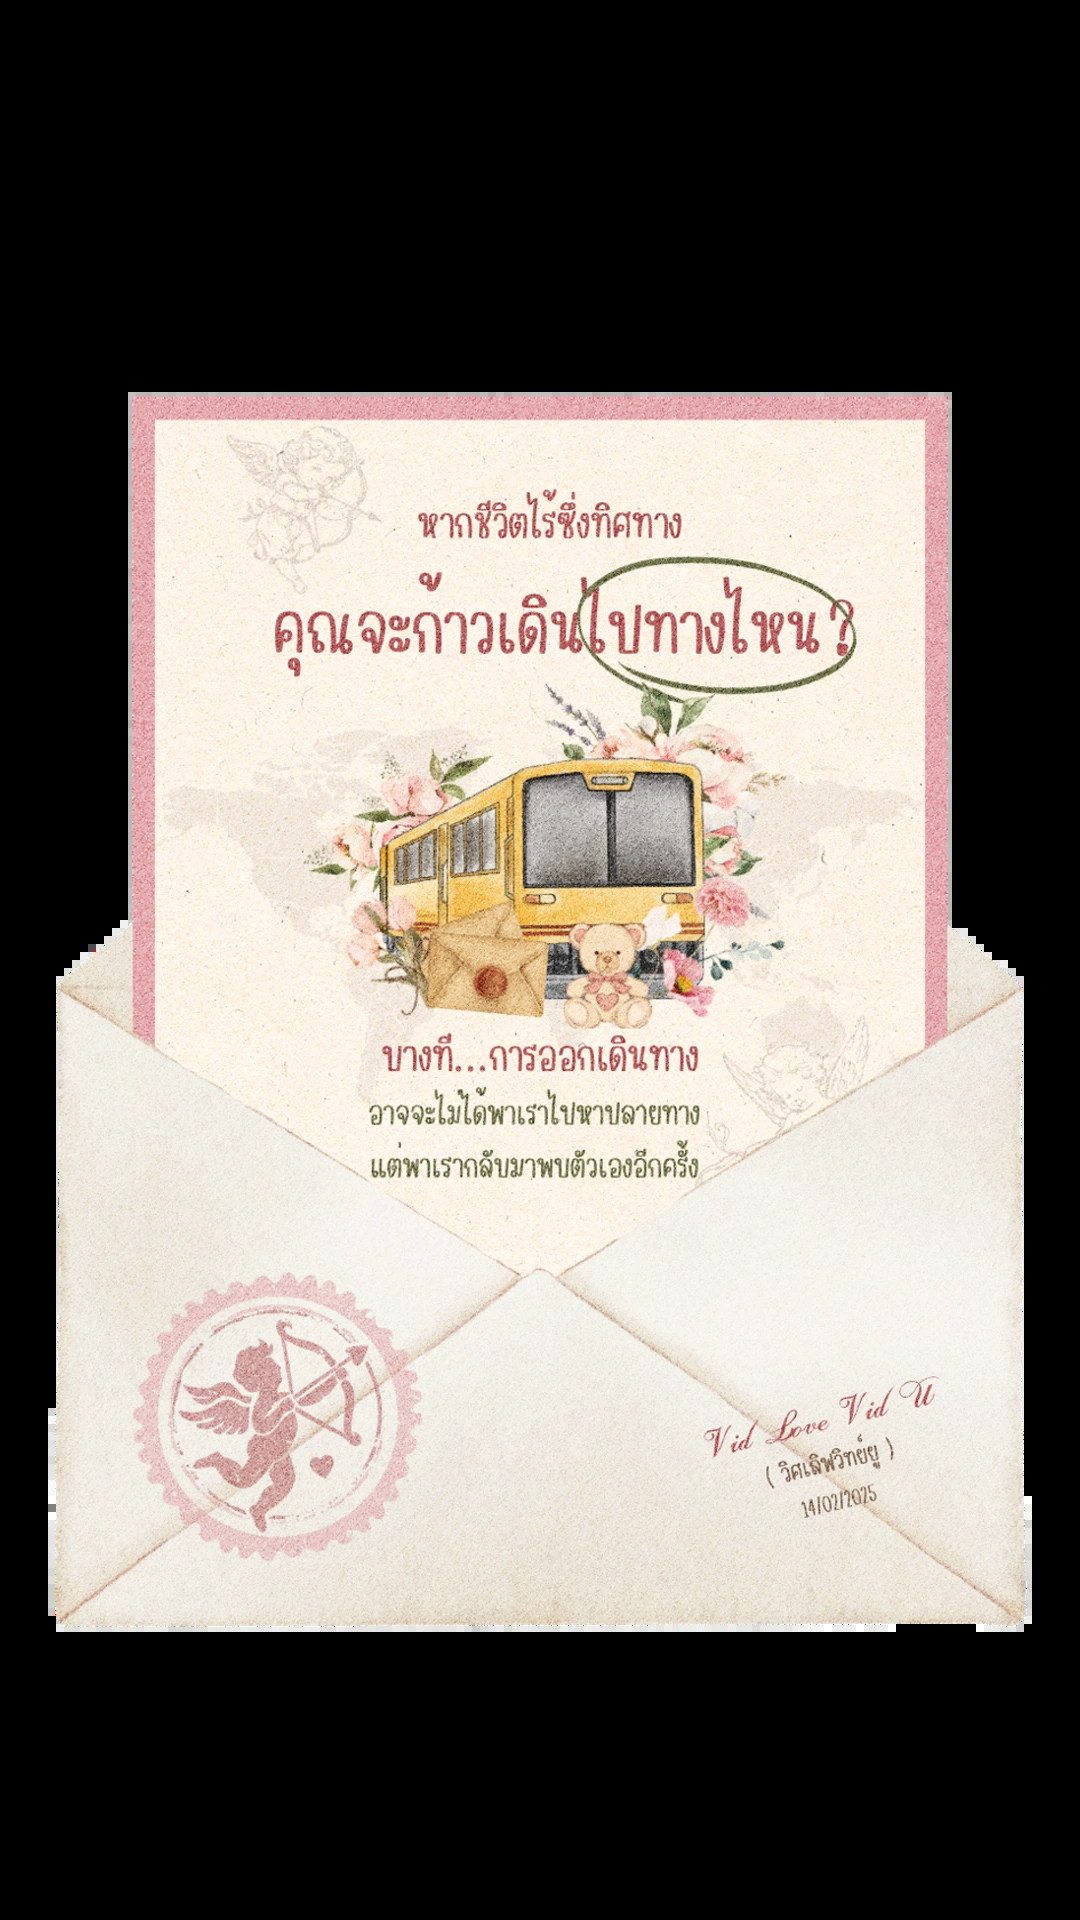 หากชีวิตไร้ซึ่งทิศทาง
คุณจะก้าวเดินไปทางไหน?
บางที...การออกเดินทาง
อาจจะไม่ได้พาเราไปหาปลายทาง
แต่พาเรากลับมาพบตัวเองอีกครั้ง
Vid Love Vid U
( วิศเลิฟวิทย์ยู )
14/02/2025